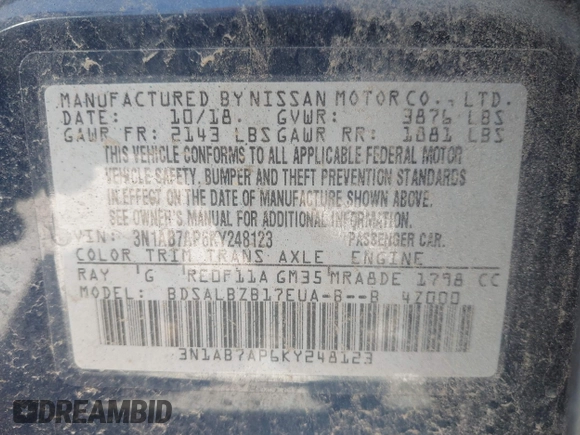 MANUFACTURED BY NISSAN MOTOR CO., LTD.
DATE: 10/18. GVWR: 3876 LBS
GAWR FR: 2143 LBS GAWR RR: 1881 LBS
THIS VEHICLE CONFORMS TO ALL APPLICABLE FEDERAL MOTOR
VEHICLE SAFETY, BUMPER AND THEFT PREVENTION STANDARDS
IN EFFECT ON THE DATE OF MANUFACTURE SHOWN ABOVE.
SEE OWNER'S MANUAL FOR ADDITIONAL INFORMATION.
VIN: 3N1AB7AP6KY248123 PASSENGER CAR.
COLOR TRIM TRANS AXLE ENGINE
RAY G RE0F11A GM35 MRA8DE 1798 CC
MODEL: BDSALBZB17EUA-B--B 4Z000
3N1AB7AP6KY248123
DREAMBID